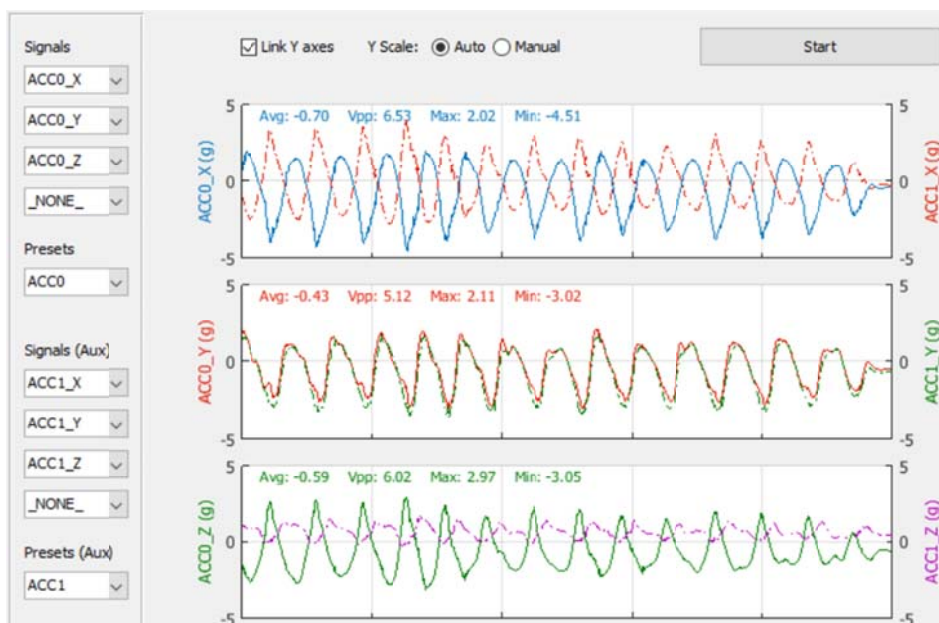 Signals
ACC0_X
ACC0_Y
ACC0_Z
_NONE_
Presets
ACC0
Signals (Aux)
ACC1_X
ACC1_Y
ACC1_Z
_NONE_
Presets (Aux)
ACC1
Link Y axes Y Scale: Auto Manual Start
5 Avg: -0.70 Vpp: 6.53 Max: 2.02 Min: -4.51 5
0 0
-5 -5
ACC0_X (g)
ACC1_X (g)
5 Avg: -0.43 Vpp: 5.12 Max: 2.11 Min: -3.02 5
0 0
-5 -5
ACC0_Y (g)
ACC1_Y (g)
5 Avg: -0.59 Vpp: 6.02 Max: 2.97 Min: -3.05 5
0 0
-5 -5
ACC0_Z (g)
ACC1_Z (g)